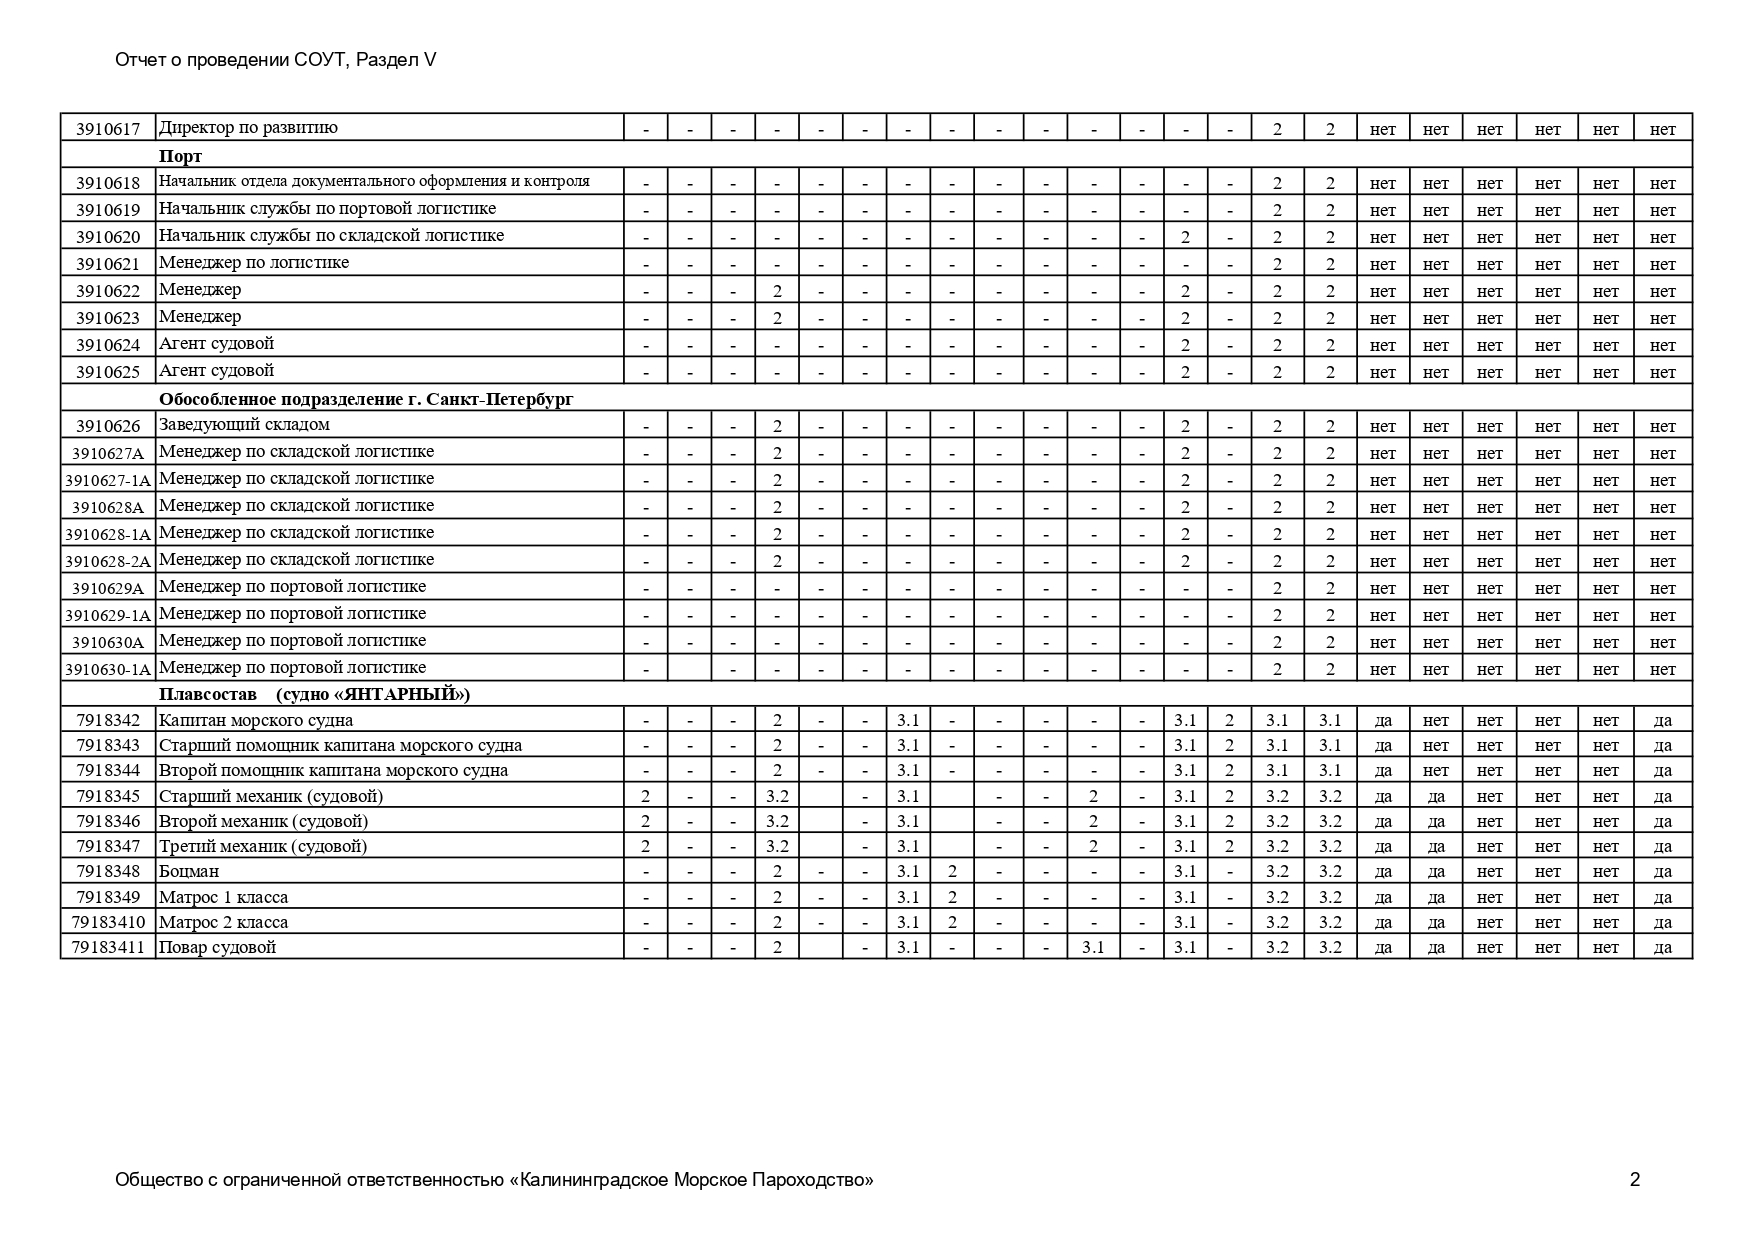 Отчет о проведении СОУТ, Раздел V
3910617 Директор по развитию - - - - - - - - - - - - - - 2 2 нет нет нет нет нет нет
Порт
3910618 Начальник отдела документального оформления и контроля - - - - - - - - - - - - - - 2 2 нет нет нет нет нет нет
3910619 Начальник службы по портовой логистике - - - - - - - - - - - - - - 2 2 нет нет нет нет нет нет
3910620 Начальник службы по складской логистике - - - - - - - - - - - - 2 - 2 2 нет нет нет нет нет нет
3910621 Менеджер по логистике - - - - - - - - - - - - - - 2 2 нет нет нет нет нет нет
3910622 Менеджер - - - 2 - - - - - - - - 2 - 2 2 нет нет нет нет нет нет
3910623 Менеджер - - - 2 - - - - - - - - 2 - 2 2 нет нет нет нет нет нет
3910624 Агент судовой - - - - - - - - - - - - 2 - 2 2 нет нет нет нет нет нет
3910625 Агент судовой - - - - - - - - - - - - 2 - 2 2 нет нет нет нет нет нет
Обособленное подразделение г. Санкт-Петербург
3910626 Заведующий складом - - - 2 - - - - - - - - 2 - 2 2 нет нет нет нет нет нет
3910627А Менеджер по складской логистике - - - 2 - - - - - - - - 2 - 2 2 нет нет нет нет нет нет
3910627-1А Менеджер по складской логистике - - - 2 - - - - - - - - 2 - 2 2 нет нет нет нет нет нет
3910628А Менеджер по складской логистике - - - 2 - - - - - - - - 2 - 2 2 нет нет нет нет нет нет
3910628-1А Менеджер по складской логистике - - - 2 - - - - - - - - 2 - 2 2 нет нет нет нет нет нет
3910628-2А Менеджер по складской логистике - - - 2 - - - - - - - - 2 - 2 2 нет нет нет нет нет нет
3910629А Менеджер по портовой логистике - - - - - - - - - - - - - - 2 2 нет нет нет нет нет нет
3910629-1А Менеджер по портовой логистике - - - - - - - - - - - - - - 2 2 нет нет нет нет нет нет
3910630А Менеджер по портовой логистике - - - - - - - - - - - - - - 2 2 нет нет нет нет нет нет
3910630-1А Менеджер по портовой логистике - - - - - - - - - - - - - 2 2 нет нет нет нет нет нет
Плавсостав (судно «ЯНТАРНЫЙ»)
7918342 Капитан морского судна - - - 2 - - 3.1 - - - - - 3.1 2 3.1 3.1 да нет нет нет нет да
7918343 Старший помощник капитана морского судна - - - 2 - - 3.1 - - - - - 3.1 2 3.1 3.1 да нет нет нет нет да
7918344 Второй помощник капитана морского судна - - - 2 - - 3.1 - - - - - 3.1 2 3.1 3.1 да нет нет нет нет да
7918345 Старший механик (судовой) 2 - - 3.2 - 3.1 - - 2 - 3.1 2 3.2 3.2 да да нет нет нет да
7918346 Второй механик (судовой) 2 - - 3.2 - 3.1 - - 2 - 3.1 2 3.2 3.2 да да нет нет нет да
7918347 Третий механик (судовой) 2 - - 3.2 - 3.1 - - 2 - 3.1 2 3.2 3.2 да да нет нет нет да
7918348 Боцман - - - 2 - - 3.1 2 - - - - 3.1 - 3.2 3.2 да да нет нет нет да
7918349 Матрос 1 класса - - - 2 - - 3.1 2 - - - - 3.1 - 3.2 3.2 да да нет нет нет да
79183410 Матрос 2 класса - - - 2 - - 3.1 2 - - - - 3.1 - 3.2 3.2 да да нет нет нет да
79183411 Повар судовой - - - 2 - 3.1 - - - 3.1 - 3.1 - 3.2 3.2 да да нет нет нет да
Общество с ограниченной ответственностью «Калининградское Морское Пароходство» 2